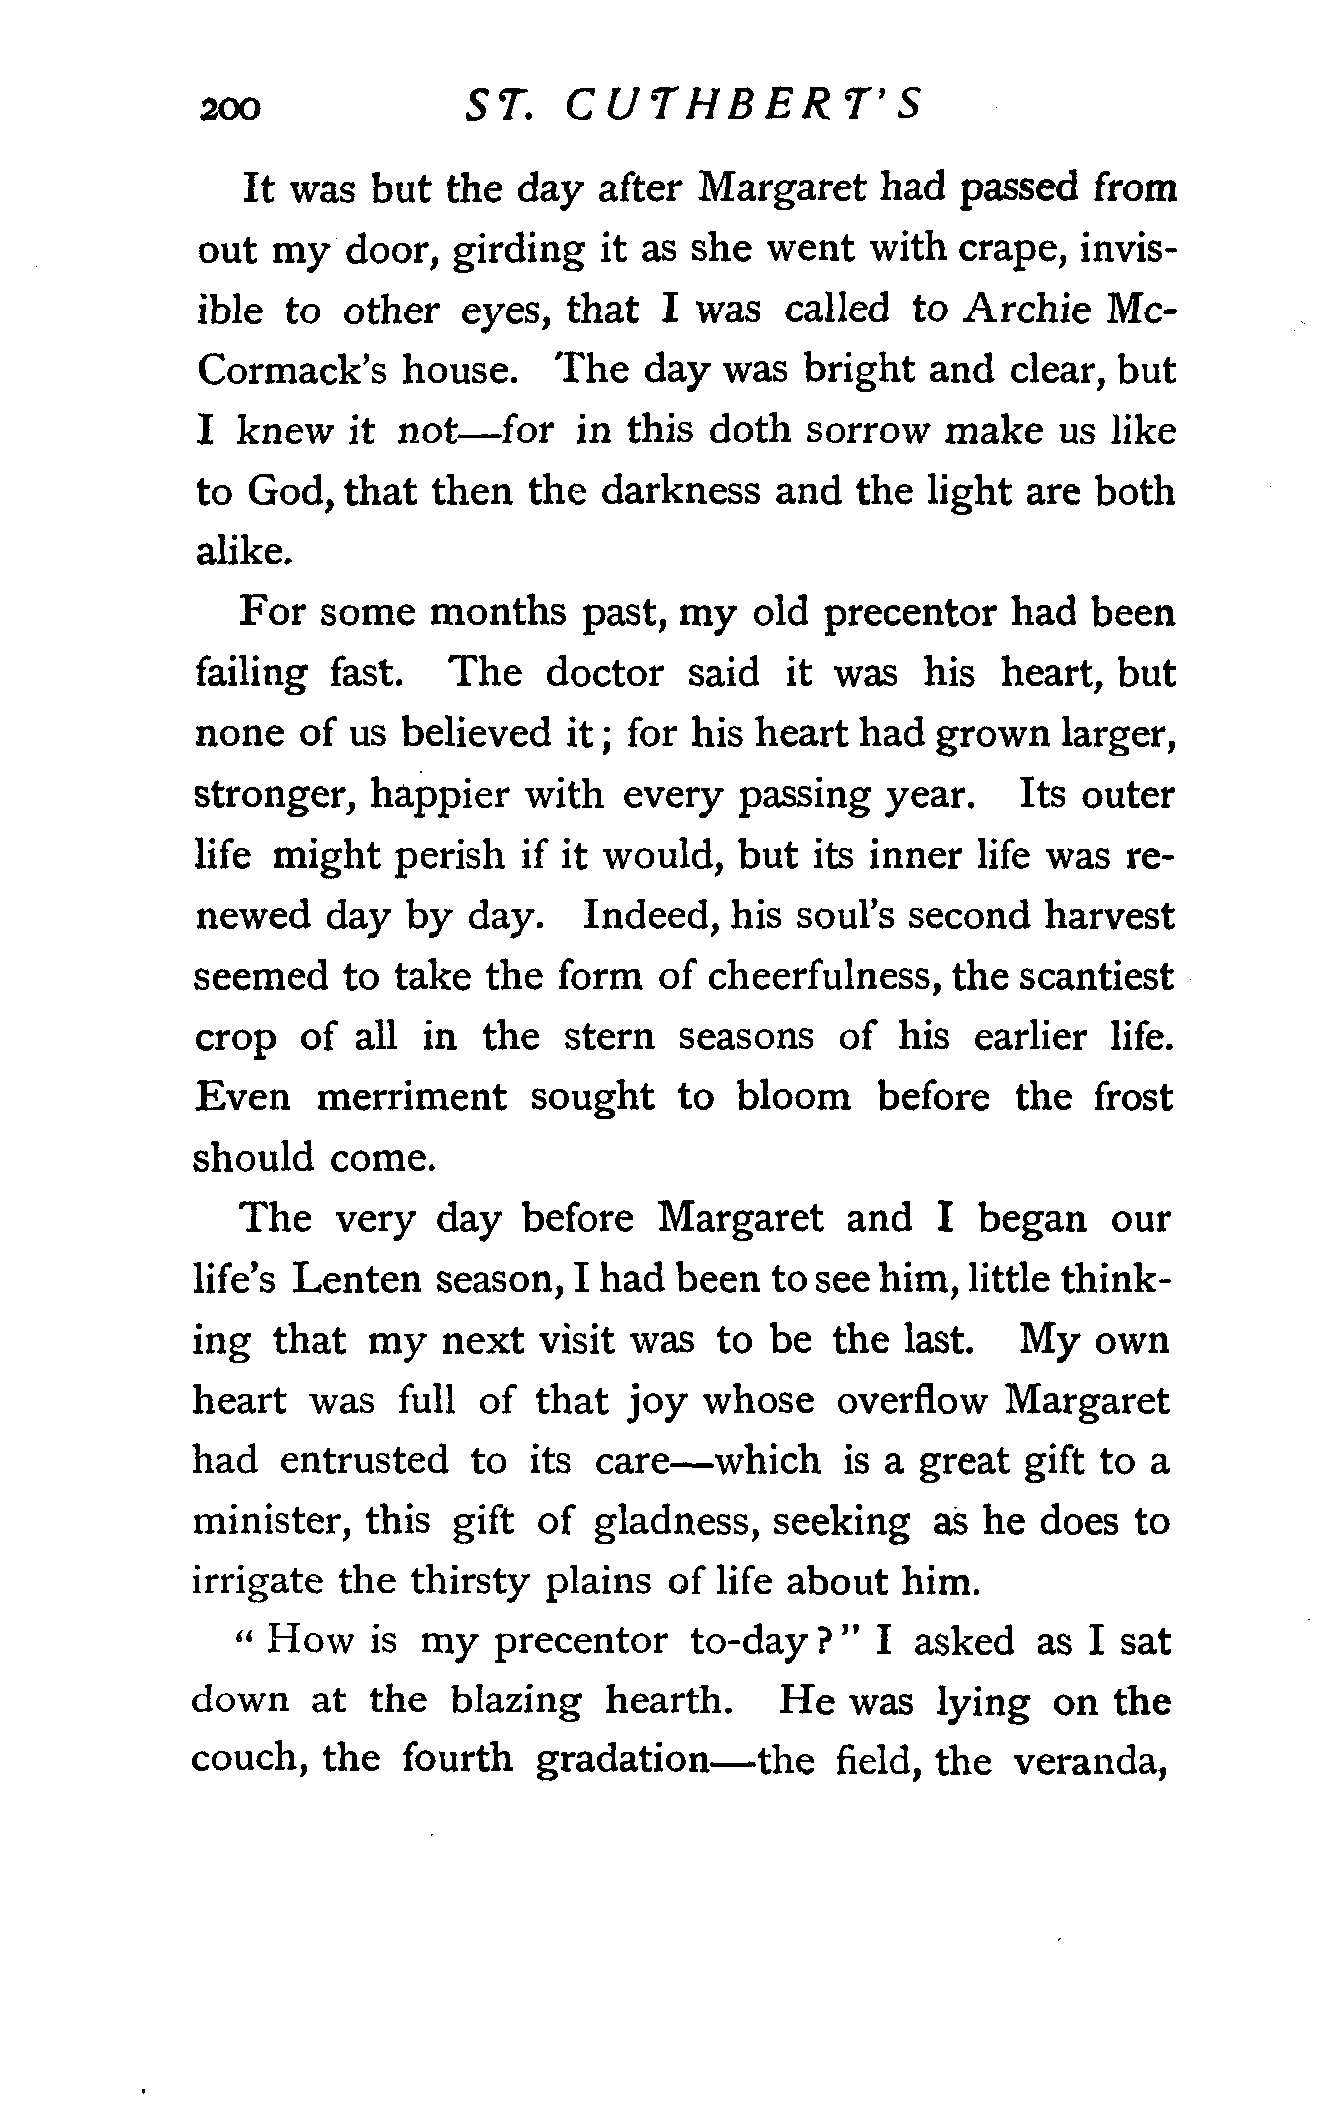 200 ST. CUTHBERT'S
It was but the day after Margaret had passed from
out my door, girding it as she went with crape, invis-
ible to other eyes, that I was called to Archie Mc-
Cormack's house. The day was bright and clear, but
I knew it not—for in this doth sorrow make us like
to God, that then the darkness and the light are both
alike.
For some months past, my old precentor had been
failing fast. The doctor said it was his heart, but
none of us believed it; for his heart had grown larger,
stronger, happier with every passing year. Its outer
life might perish if it would, but its inner life was re-
newed day by day. Indeed, his soul's second harvest
seemed to take the form of cheerfulness, the scantiest
crop of all in the stern seasons of his earlier life.
Even merriment sought to bloom before the frost
should come.
The very day before Margaret and I began our
life's Lenten season, I had been to see him, little think-
ing that my next visit was to be the last. My own
heart was full of that joy whose overflow Margaret
had entrusted to its care—which is a great gift to a
minister, this gift of gladness, seeking as he does to
irrigate the thirsty plains of life about him.
"How is my precentor to-day?" I asked as I sat
down at the blazing hearth. He was lying on the
couch, the fourth gradation—the field, the veranda,